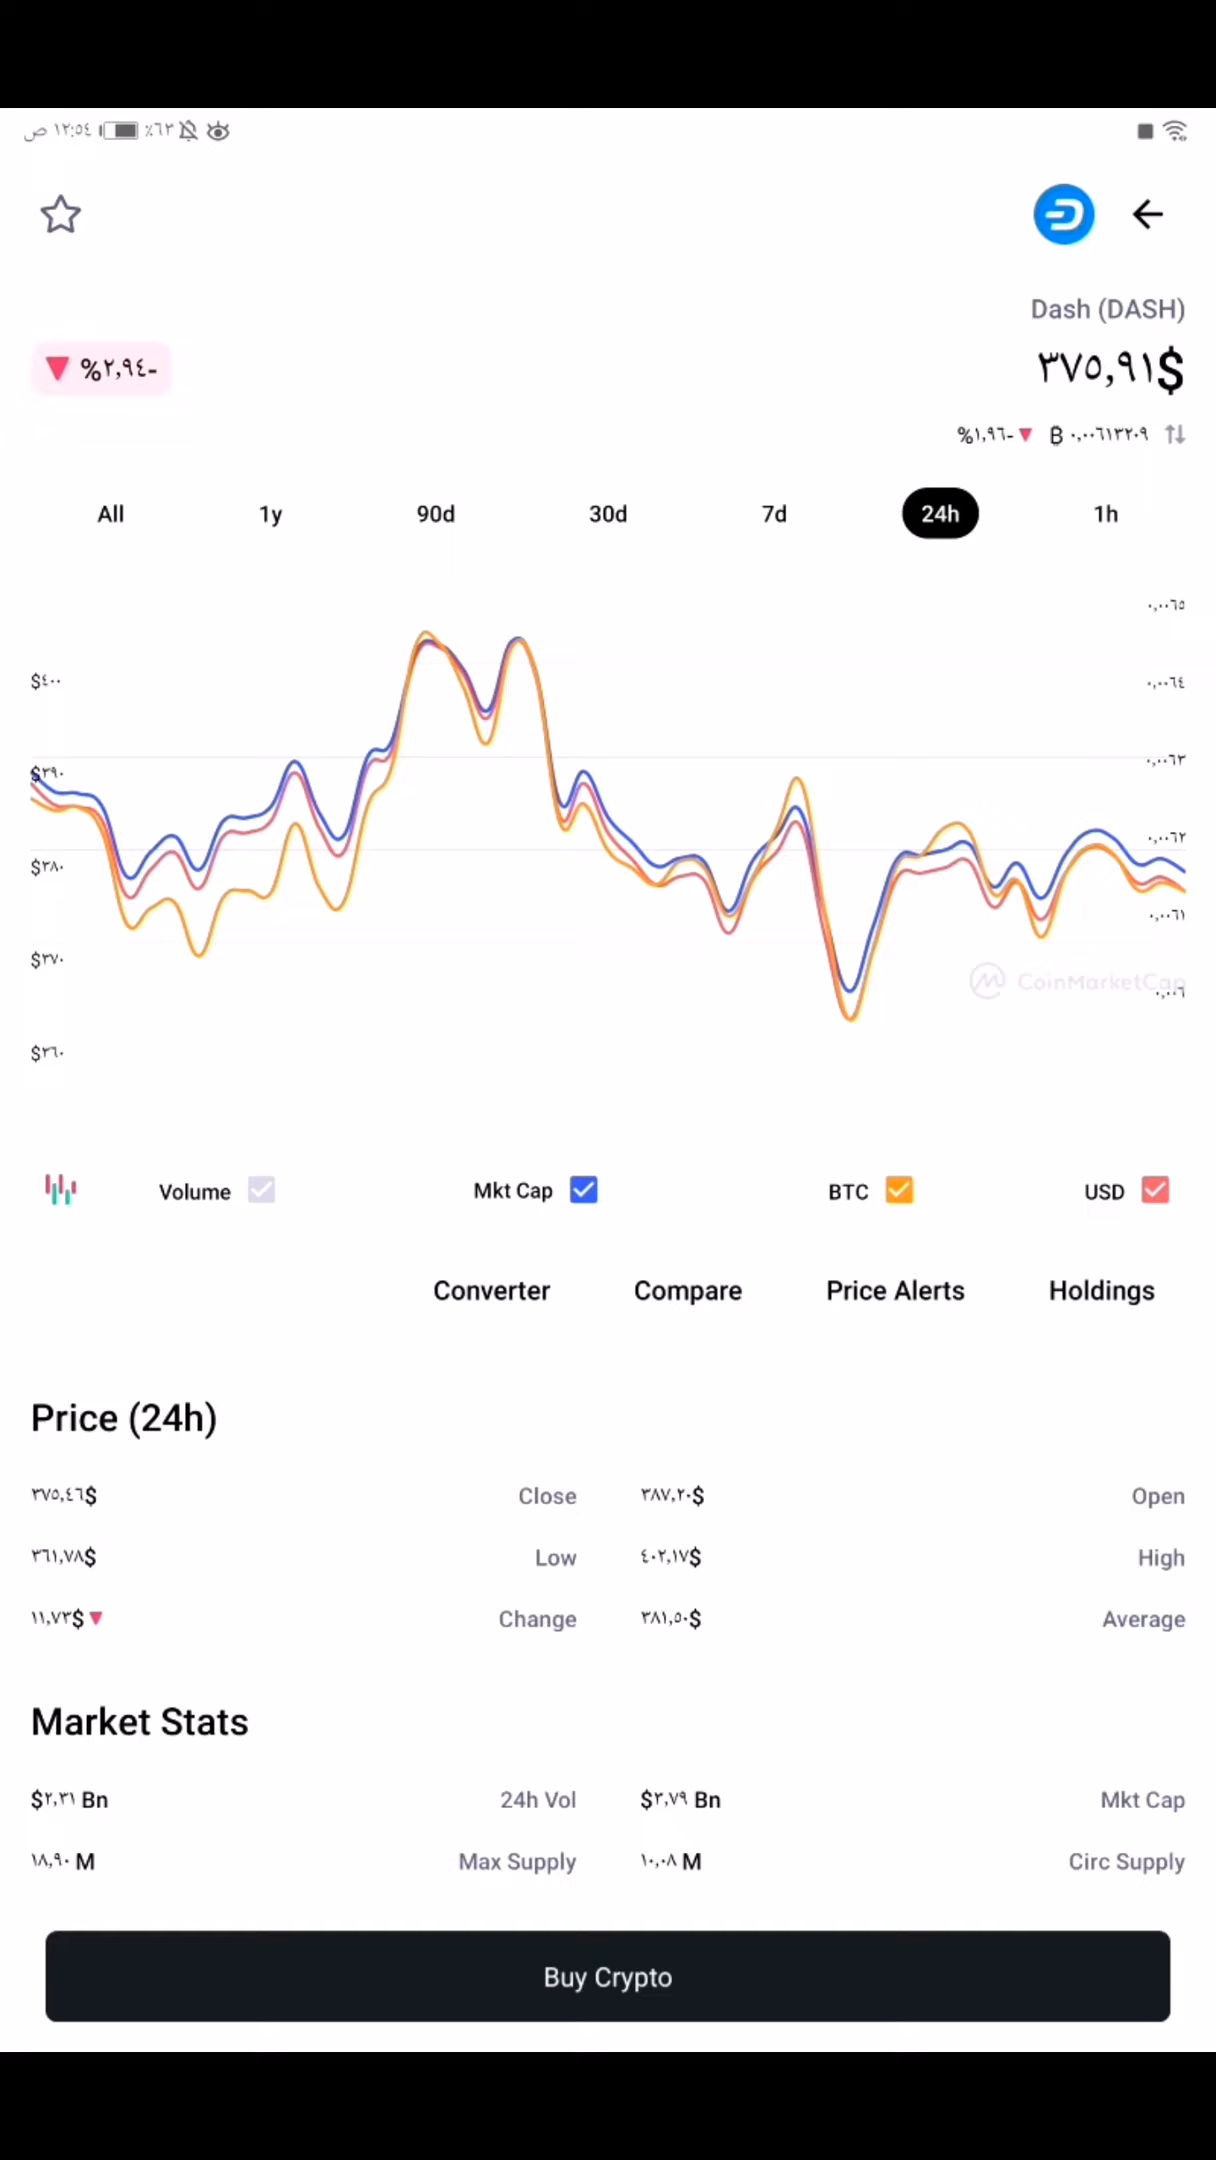 ١٢:٥٤ ص ٪٦٣
Dash (DASH)
٣٧٥,٩١$
%٢,٩٤-
%١,٩٦- ₿ ٠,٠٠٦١٣٢٠٩
All 1y 90d 30d 7d 24h 1h
٠,٠٠٦٥
$٤٠٠ ٠,٠٠٦٤
$٣٩٠ ٠,٠٠٦٣
$٣٨٠ ٠,٠٠٦٢
$٣٧٠ ٠,٠٠٦١
CoinMarketCap ٠,٠٠٦
$٣٦٠
Volume Mkt Cap BTC USD
Converter Compare Price Alerts Holdings
Price (24h)
٣٧٥,٤٦$ Close ٣٨٧,٢٠$ Open
٣٦١,٧٨$ Low ٤٠٢,١٧$ High
١١,٧٣$ Change ٣٨١,٥٠$ Average
Market Stats
$٢,٣١ Bn 24h Vol $٣,٧٩ Bn Mkt Cap
١٨,٩٠ M Max Supply ١٠,٠٨ M Circ Supply
Buy Crypto